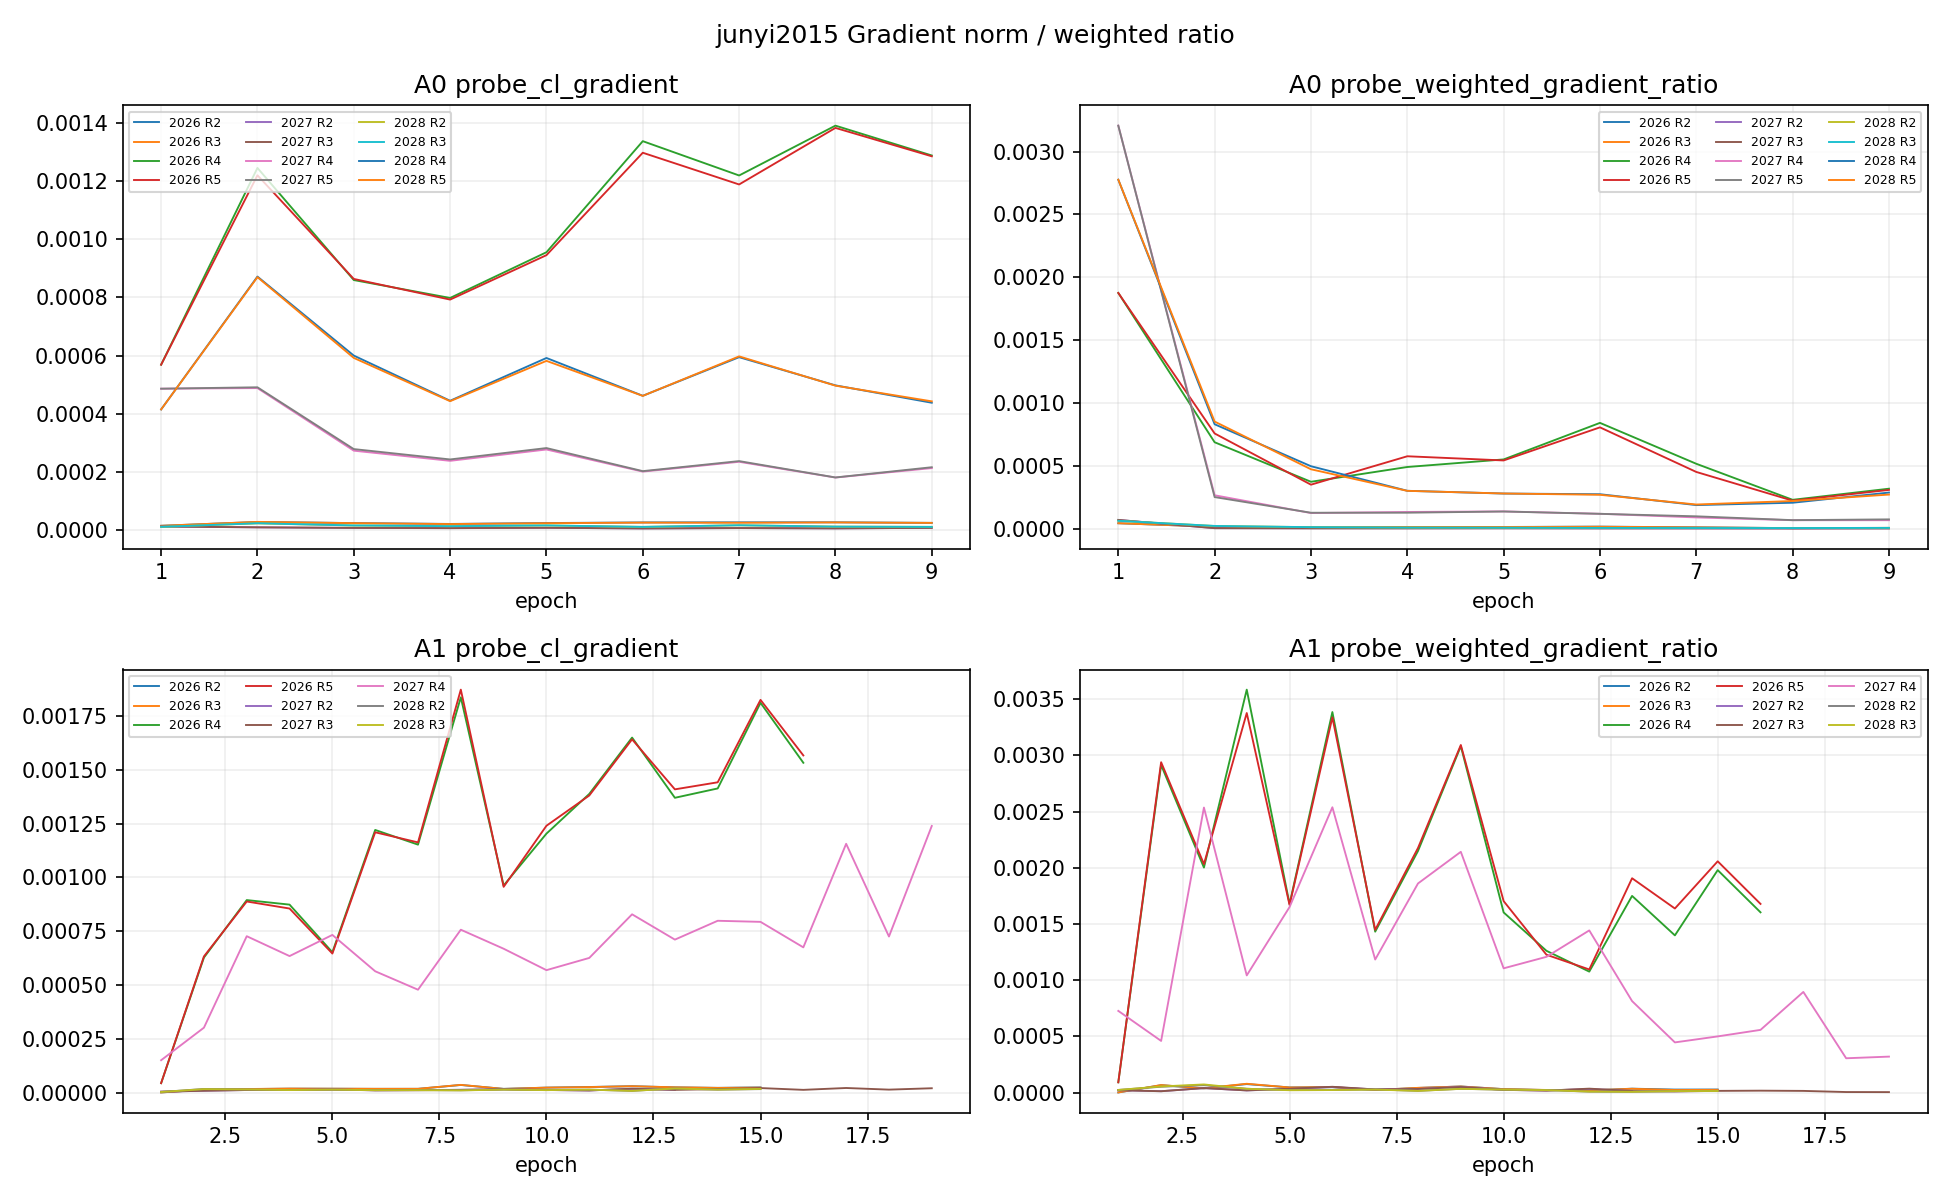 junyi2015 Gradient norm / weighted ratio
A0 probe_cl_gradient
0.0014
0.0012
0.0010
0.0008
0.0006
0.0004
0.0002
0.0000
2026 R2 2027 R2 2028 R2
2026 R3 2027 R3 2028 R3
2026 R4 2027 R4 2028 R4
2026 R5 2027 R5 2028 R5
1 2 3 4 5 6 7 8 9
epoch
A0 probe_weighted_gradient_ratio
0.0030
0.0025
0.0020
0.0015
0.0010
0.0005
0.0000
2026 R2 2027 R2 2028 R2
2026 R3 2027 R3 2028 R3
2026 R4 2027 R4 2028 R4
2026 R5 2027 R5 2028 R5
1 2 3 4 5 6 7 8 9
epoch
A1 probe_cl_gradient
0.00175
0.00150
0.00125
0.00100
0.00075
0.00050
0.00025
0.00000
2026 R2 2026 R5 2027 R4
2026 R3 2027 R2 2028 R2
2026 R4 2027 R3 2028 R3
2.5 5.0 7.5 10.0 12.5 15.0 17.5
epoch
A1 probe_weighted_gradient_ratio
0.0035
0.0030
0.0025
0.0020
0.0015
0.0010
0.0005
0.0000
2026 R2 2026 R5 2027 R4
2026 R3 2027 R2 2028 R2
2026 R4 2027 R3 2028 R3
2.5 5.0 7.5 10.0 12.5 15.0 17.5
epoch